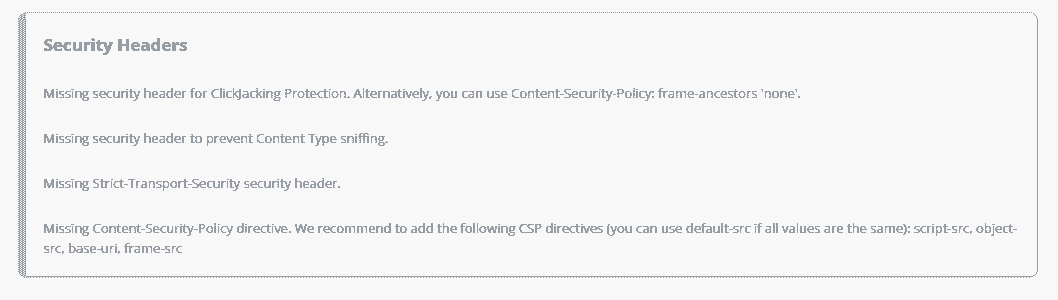 Security Headers
Missing security header for ClickJacking Protection. Alternatively, you can use Content-Security-Policy: frame-ancestors 'none'.
Missing security header to prevent Content Type sniffing.
Missing Strict-Transport-Security security header.
Missing Content-Security-Policy directive. We recommend to add the following CSP directives (you can use default-src if all values are the same): script-src, object-
src, base-uri, frame-src